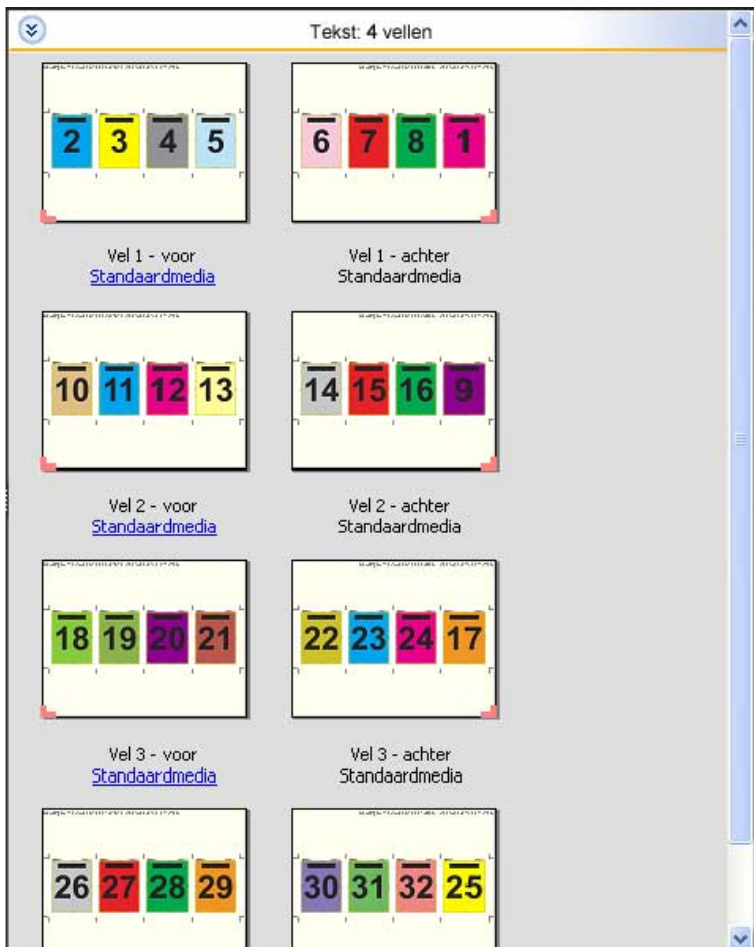 Tekst: 4 vellen
2 3 4 5
6 7 8 1
Vel 1 - voor
Standaardmedia
Vel 1 - achter
Standaardmedia
10 11 12 13
14 15 16 9
Vel 2 - voor
Standaardmedia
Vel 2 - achter
Standaardmedia
18 19 20 21
22 23 24 17
Vel 3 - voor
Standaardmedia
Vel 3 - achter
Standaardmedia
26 27 28 29
30 31 32 25